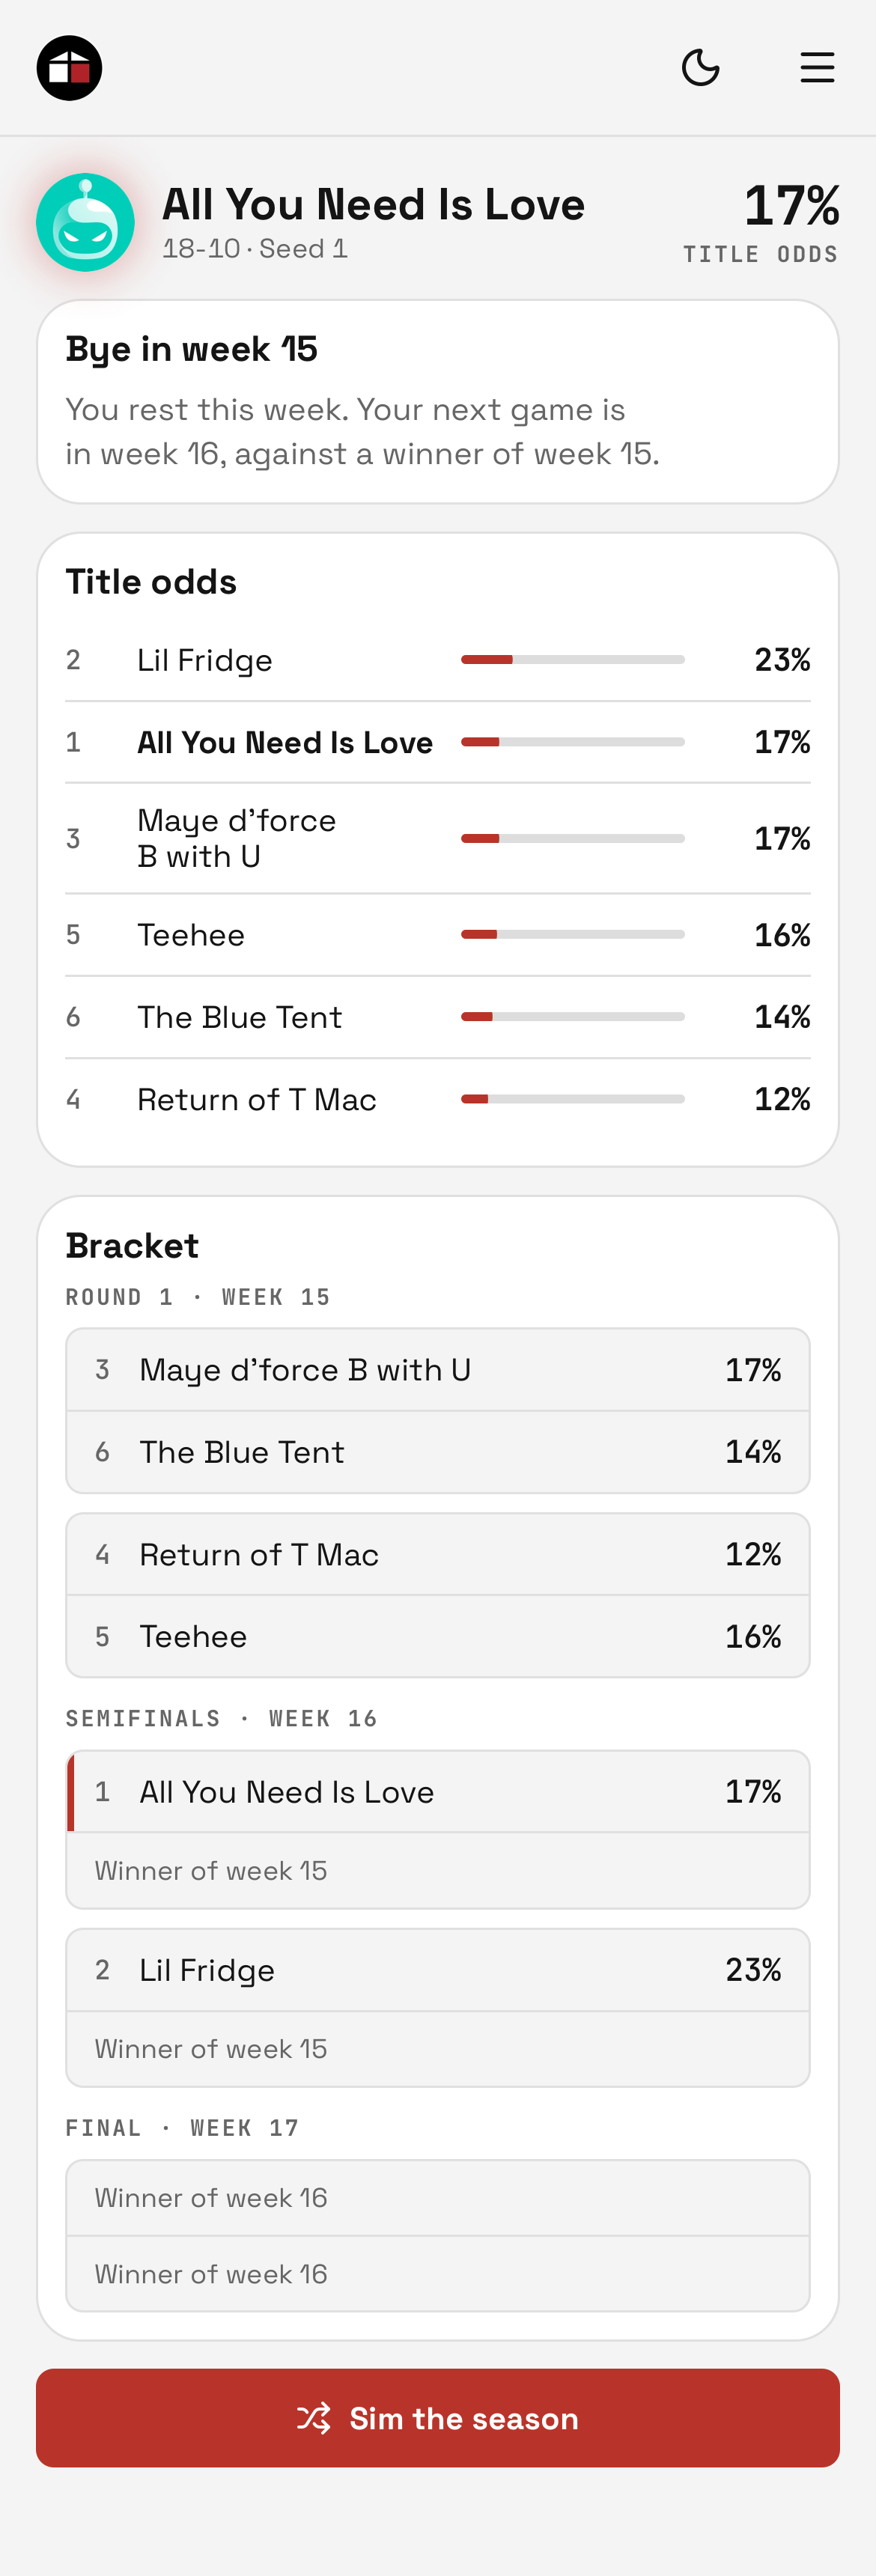 All You Need Is Love
18-10 · Seed 1
17%
TITLE ODDS
Bye in week 15
You rest this week. Your next game is
in week 16, against a winner of week 15.
Title odds
2 Lil Fridge 23%
1 All You Need Is Love 17%
3 Maye d’force
B with U 17%
5 Teehee 16%
6 The Blue Tent 14%
4 Return of T Mac 12%
Bracket
ROUND 1 · WEEK 15
3 Maye d’force B with U 17%
6 The Blue Tent 14%
4 Return of T Mac 12%
5 Teehee 16%
SEMIFINALS · WEEK 16
1 All You Need Is Love 17%
Winner of week 15
2 Lil Fridge 23%
Winner of week 15
FINAL · WEEK 17
Winner of week 16
Winner of week 16
Sim the season